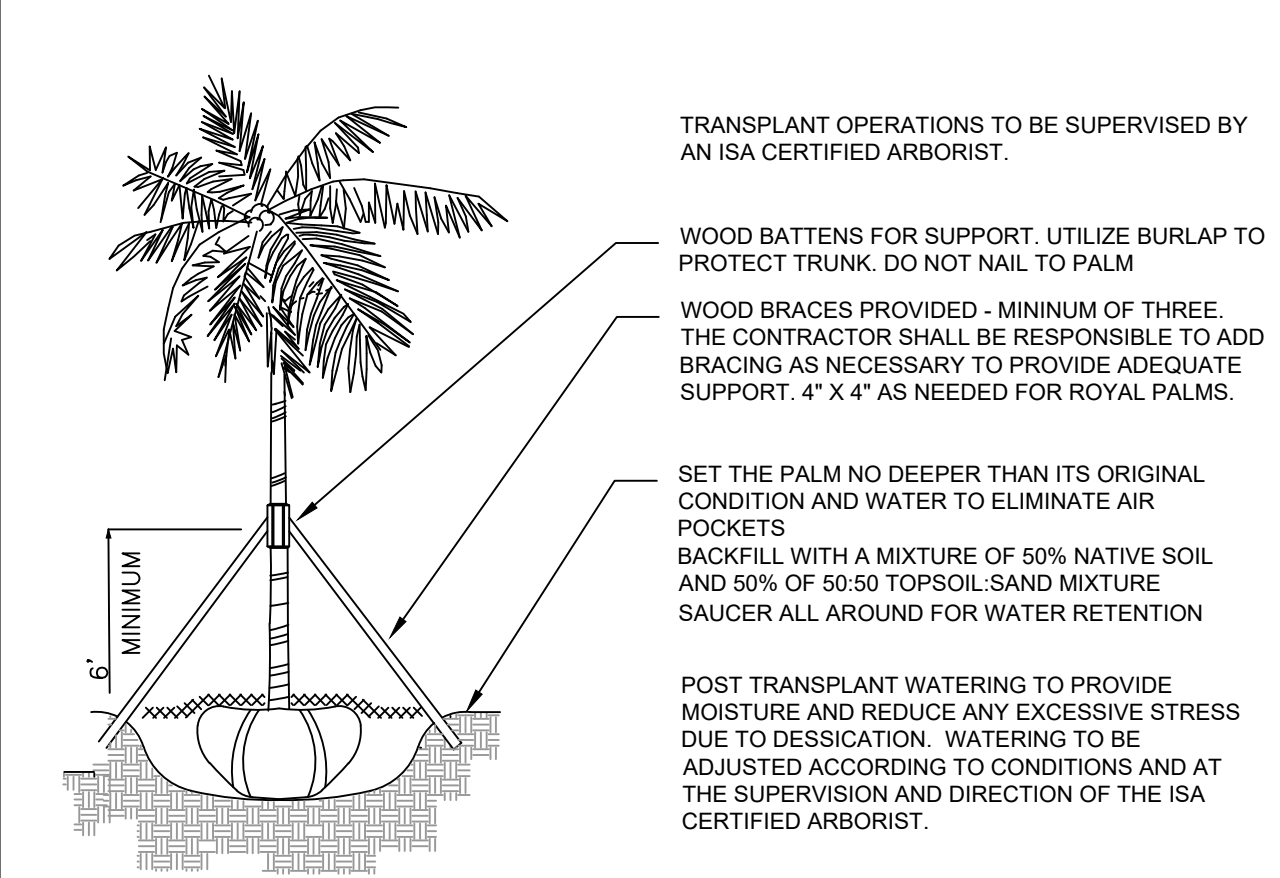 TRANSPLANT OPERATIONS TO BE SUPERVISED BY
AN ISA CERTIFIED ARBORIST.
WOOD BATTENS FOR SUPPORT. UTILIZE BURLAP TO
PROTECT TRUNK. DO NOT NAIL TO PALM
WOOD BRACES PROVIDED - MININUM OF THREE.
THE CONTRACTOR SHALL BE RESPONSIBLE TO ADD
BRACING AS NECESSARY TO PROVIDE ADEQUATE
SUPPORT. 4" X 4" AS NEEDED FOR ROYAL PALMS.
SET THE PALM NO DEEPER THAN ITS ORIGINAL
CONDITION AND WATER TO ELIMINATE AIR
POCKETS
BACKFILL WITH A MIXTURE OF 50% NATIVE SOIL
AND 50% OF 50:50 TOPSOIL:SAND MIXTURE
SAUCER ALL AROUND FOR WATER RETENTION
POST TRANSPLANT WATERING TO PROVIDE
MOISTURE AND REDUCE ANY EXCESSIVE STRESS
DUE TO DESSICATION. WATERING TO BE
ADJUSTED ACCORDING TO CONDITIONS AND AT
THE SUPERVISION AND DIRECTION OF THE ISA
CERTIFIED ARBORIST.
6'
MINIMUM